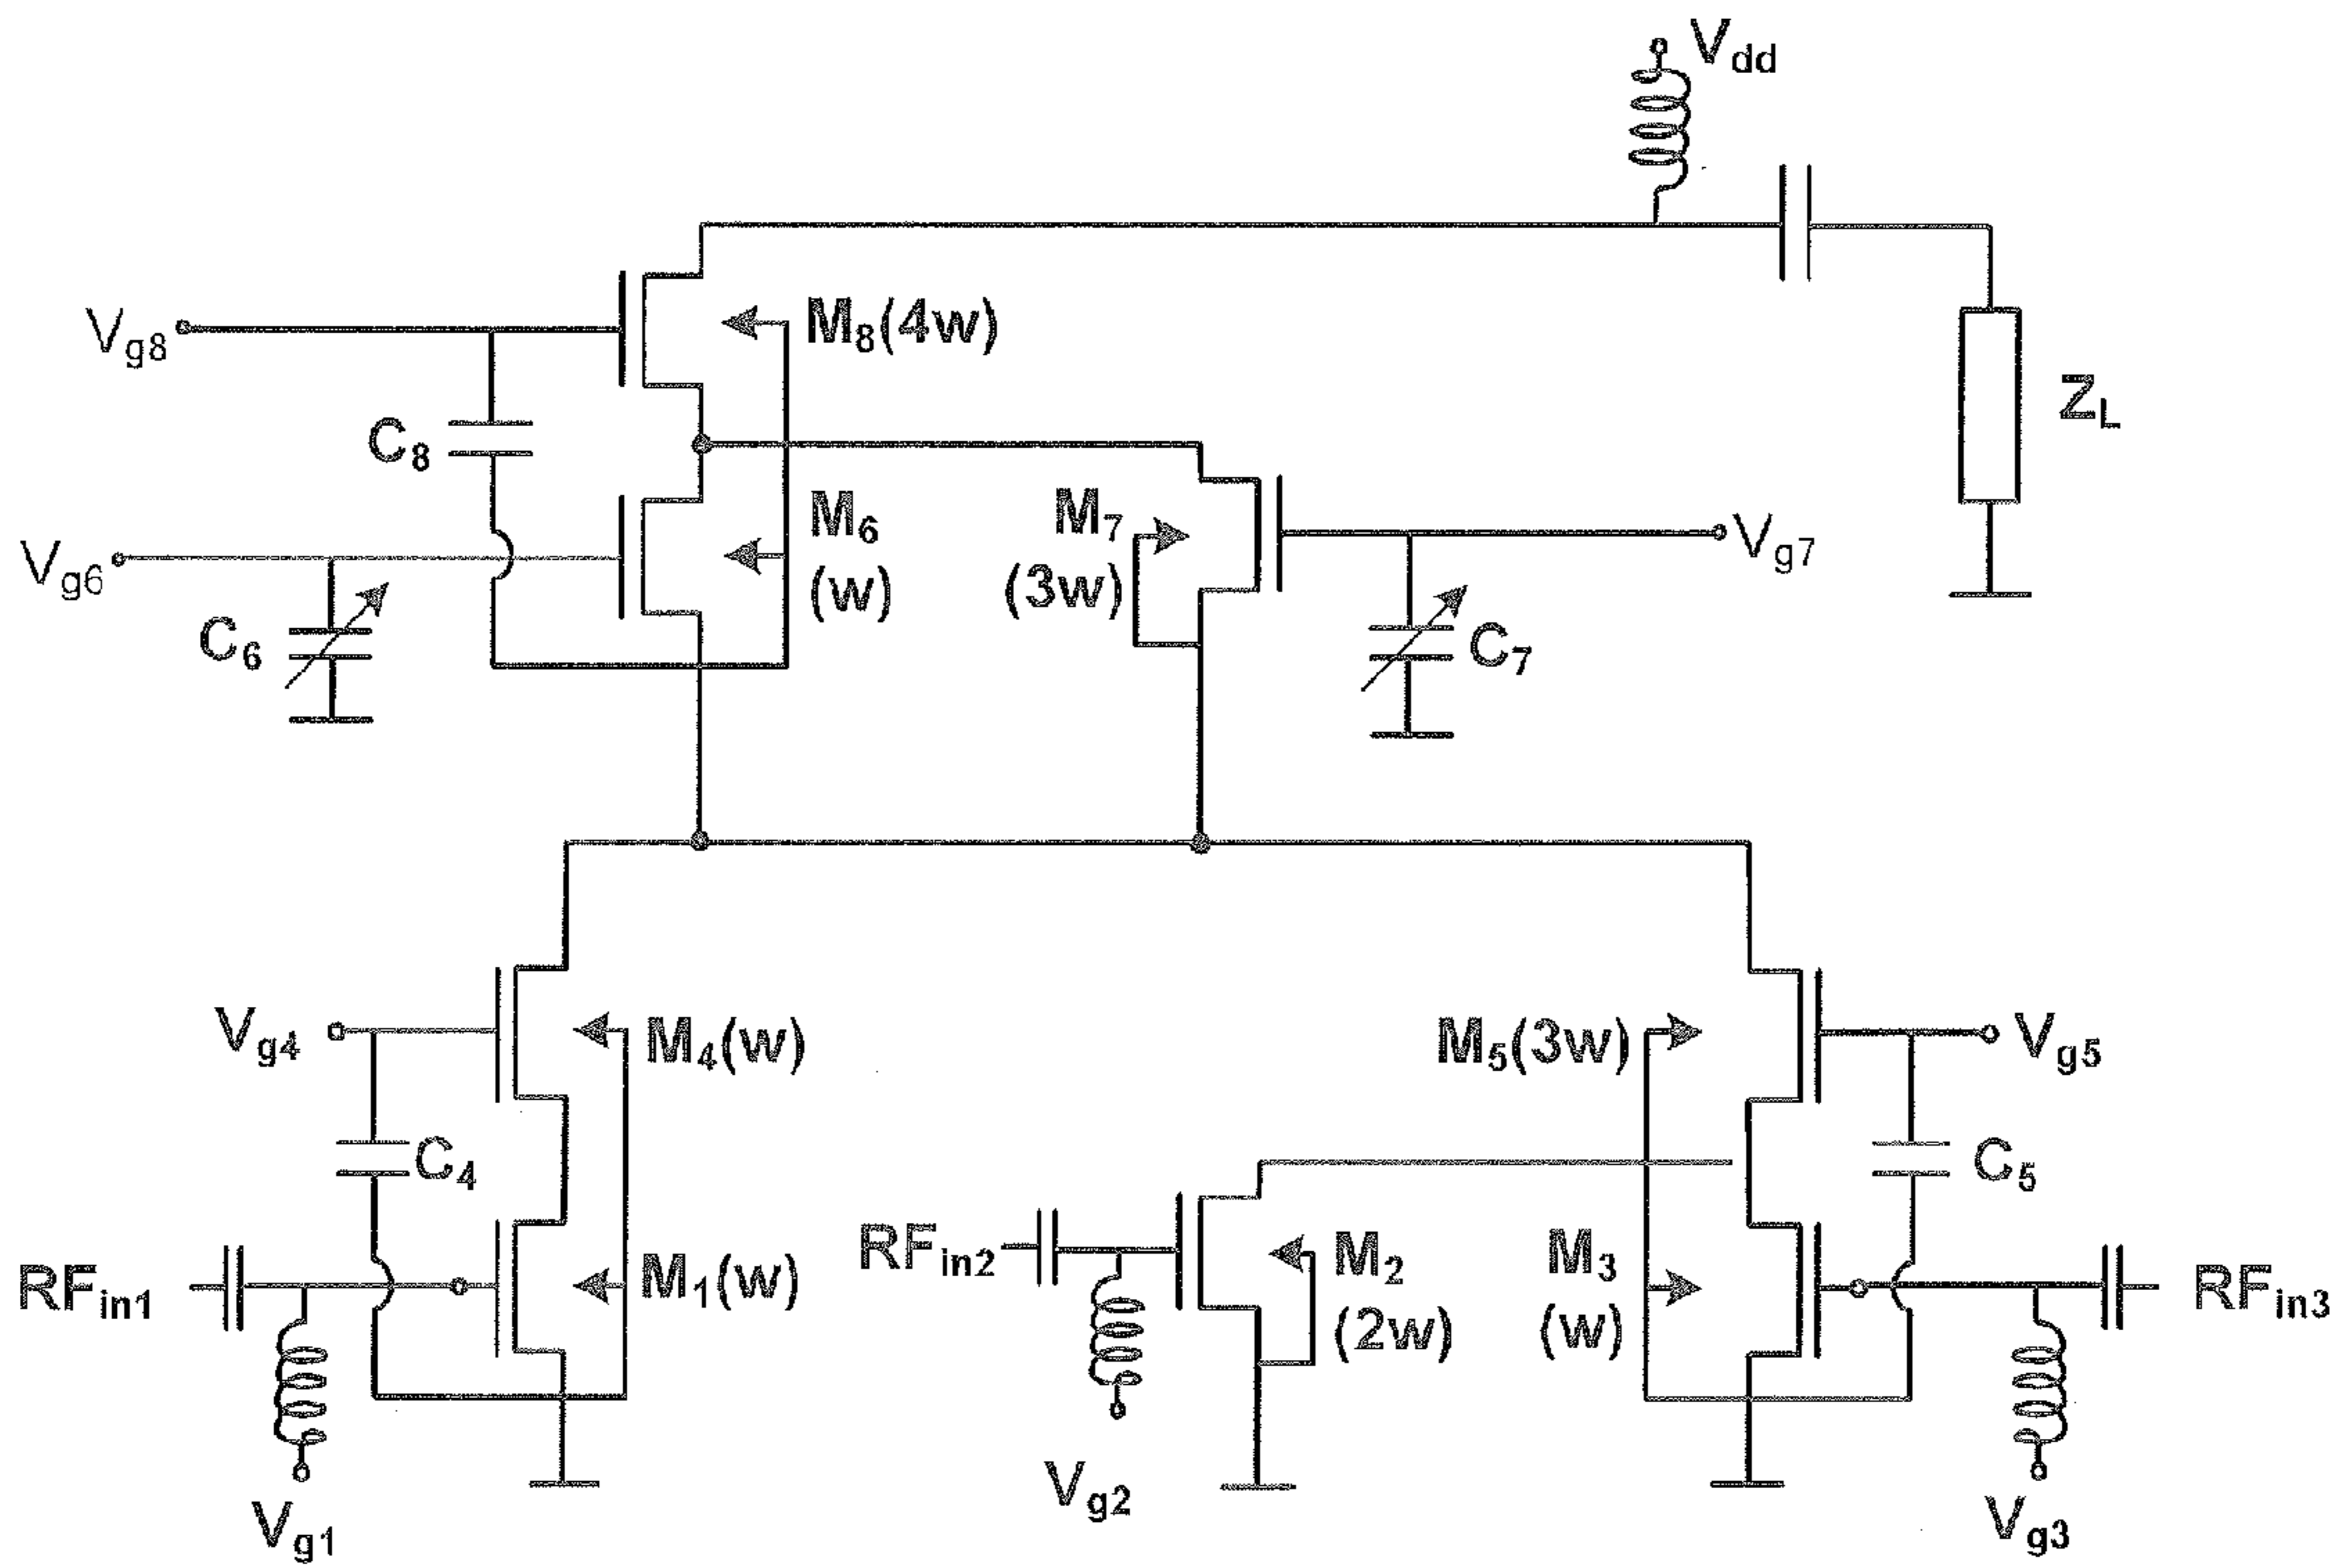 Vdd
Vg8
M8(4w)
C8
ZL
Vg6
M6
(w)
M7
(3w)
Vg7
C6
C7
Vg4
M4(w)
M5(3w)
Vg5
C4
C5
RFin1
M1(w)
RFin2
M2
(2w)
M3
(w)
RFin3
Vg1
Vg2
Vg3